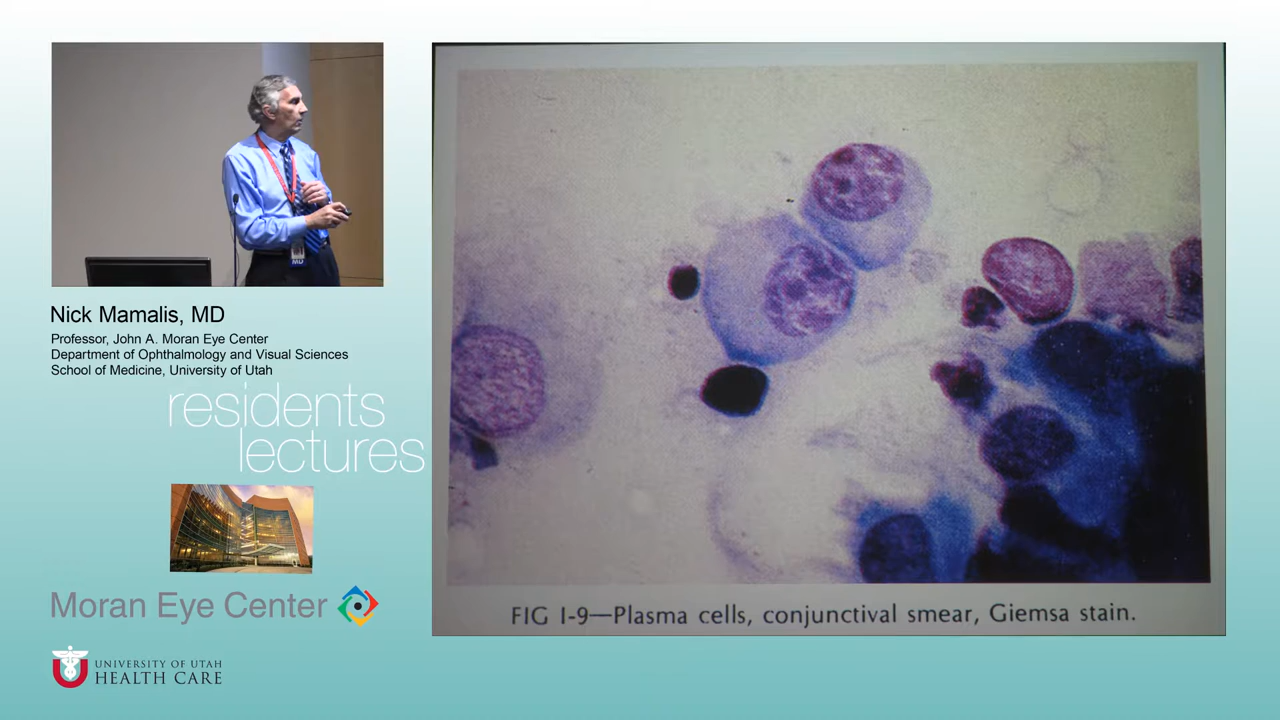 Nick Mamalis, MD
Professor, John A. Moran Eye Center
Department of Ophthalmology and Visual Sciences
School of Medicine, University of Utah
residents
lectures
Moran Eye Center
UNIVERSITY OF UTAH
HEALTH CARE
FIG I-9—Plasma cells, conjunctival smear, Giemsa stain.